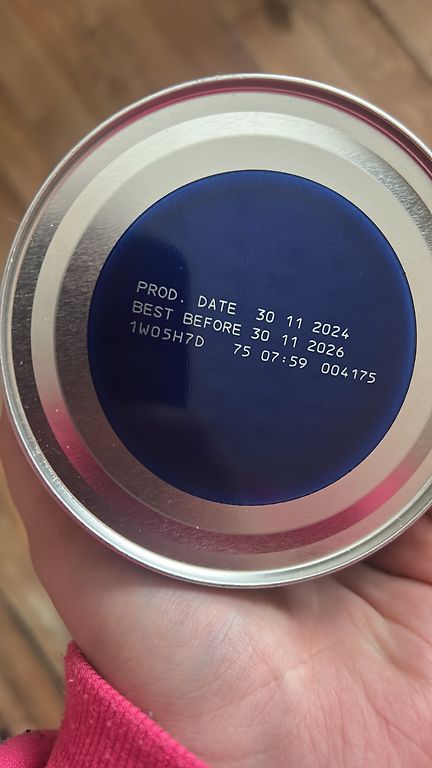 PROD. DATE 30 11 2024
BEST BEFORE 30 11 2026
1W05H7D 75 07:59 004175